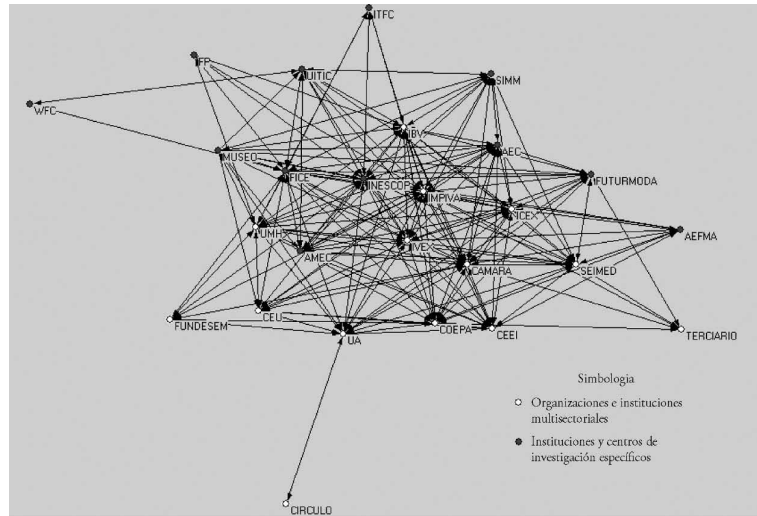 ITFC
IFP
UITIC
SIMM
WFC
IBV
AEC
MUSEO
FICE
INESCOP
FUTURMODA
IMPIVA
ICEX
UMH
IVEX
AEFMA
AMEC
CAMARA
SEIMED
FUNDESEM
CEU
UA
COEPA
CEEI
TERCIARIO
Simbologia
Organizaciones e instituciones
multisectoriales
Instituciones y centros de
investigación específicos
CIRCULO